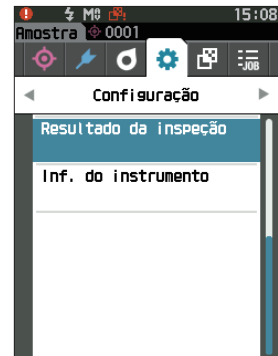 M 15:08
Amostra 0001
-JOB
Configuração
Resultado da inspeção
Inf. do instrumento